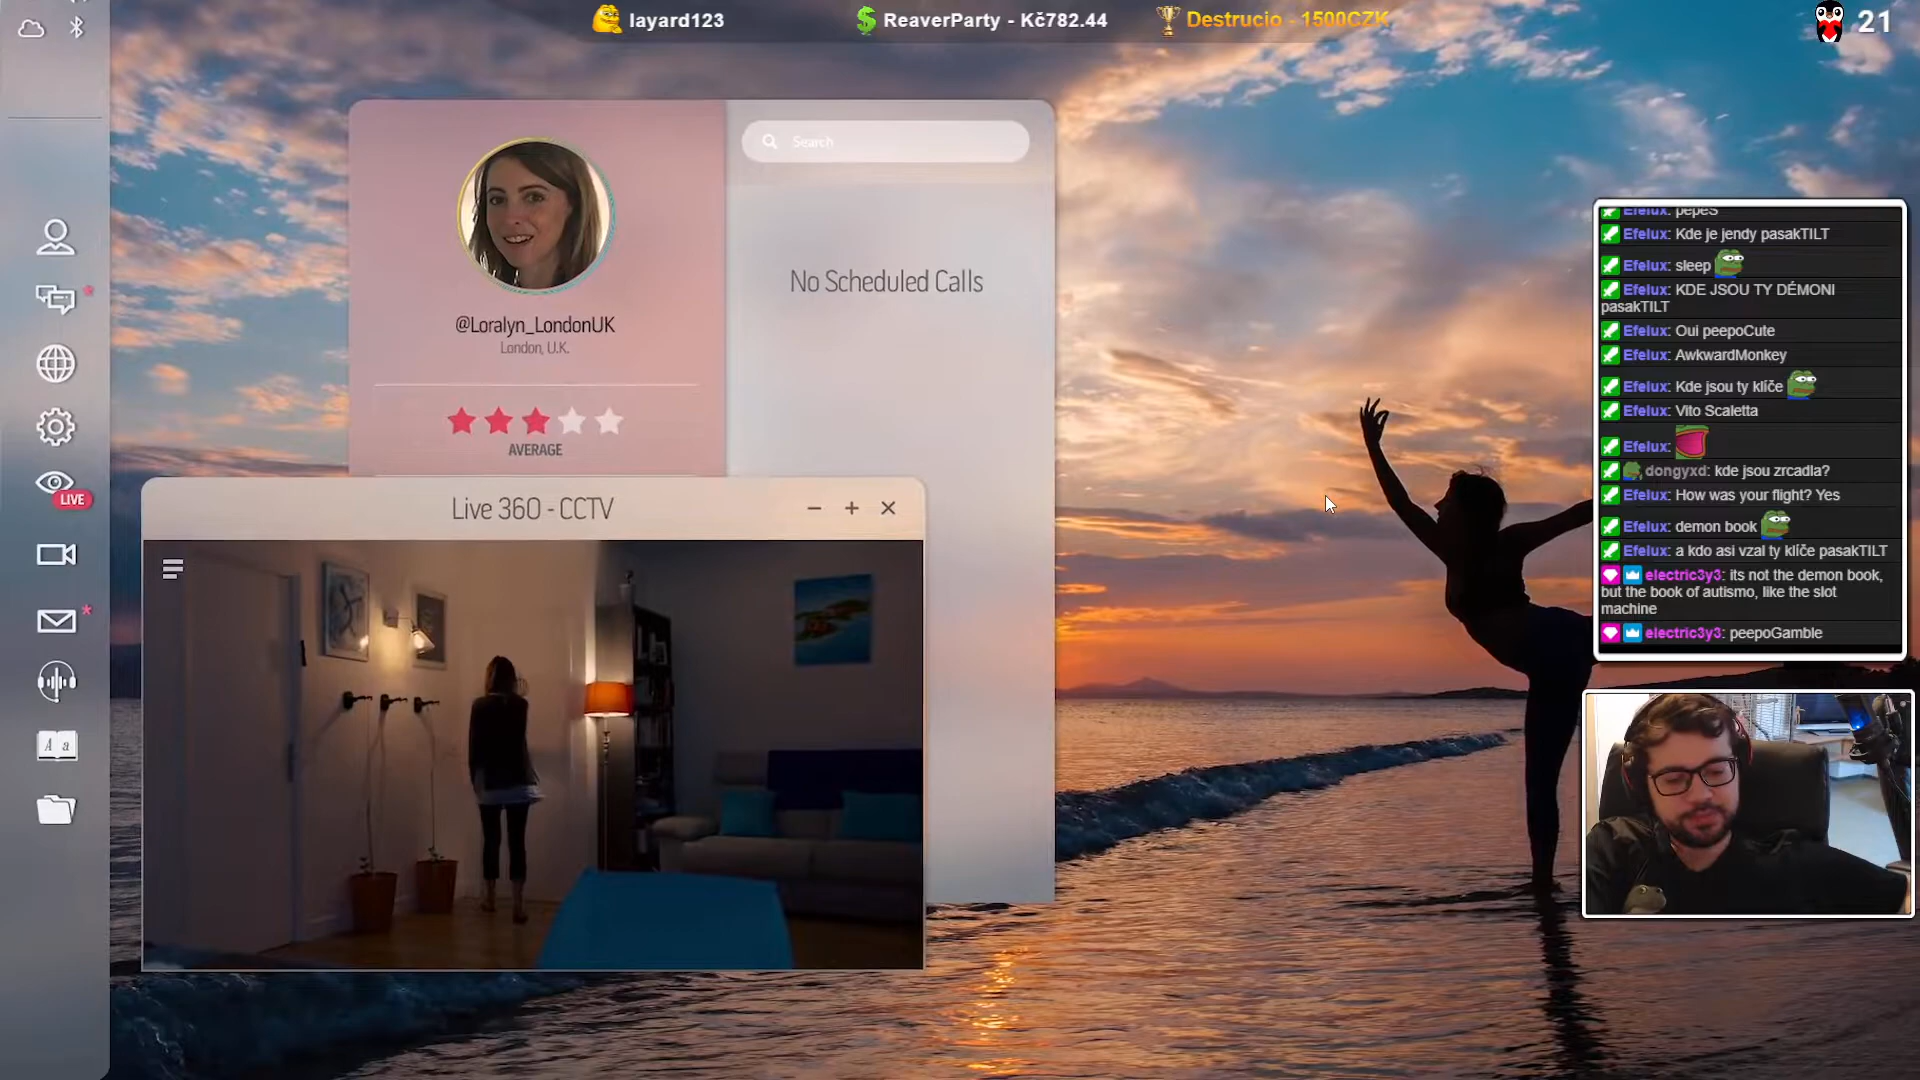 layard123
ReaverParty - Kč782.44
Destrucio - 1500CZK
21
Search
No Scheduled Calls
@Loralyn_LondonUK
London, U.K.
AVERAGE
LIVE
A a
Live 360 - CCTV
Efelux: pepeS
Efelux: Kde je jendy pasakTILT
Efelux: sleep
Efelux: KDE JSOU TY DÉMONI
pasakTILT
Efelux: Oui peepoCute
Efelux: AwkwardMonkey
Efelux: Kde jsou ty klíče
Efelux: Vito Scaletta
Efelux:
dongyxd: kde jsou zrcadla?
Efelux: How was your flight? Yes
Efelux: demon book
Efelux: a kdo asi vzal ty klíče pasakTILT
electric3y3: its not the demon book,
but the book of autismo, like the slot
machine
electric3y3: peepoGamble